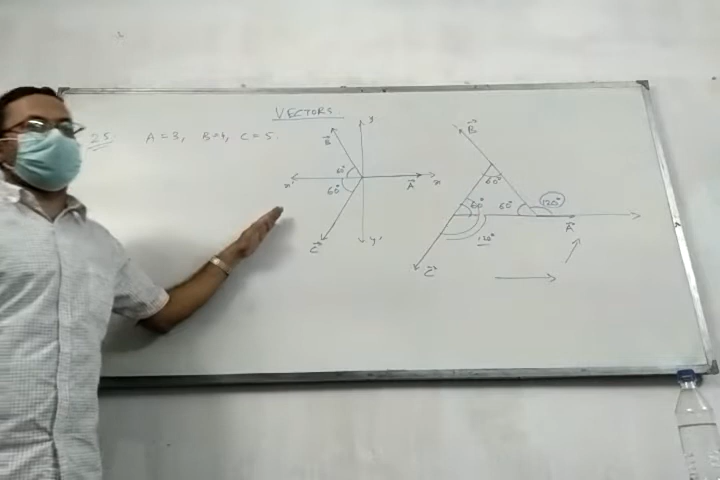 VECTORS
25. A = 3, B = 4, C = 5.
y
B⃗
60°
x'
A⃗
x
60°
C⃗
y'
B⃗
60°
60°
60°
120°
A⃗
120°
C⃗